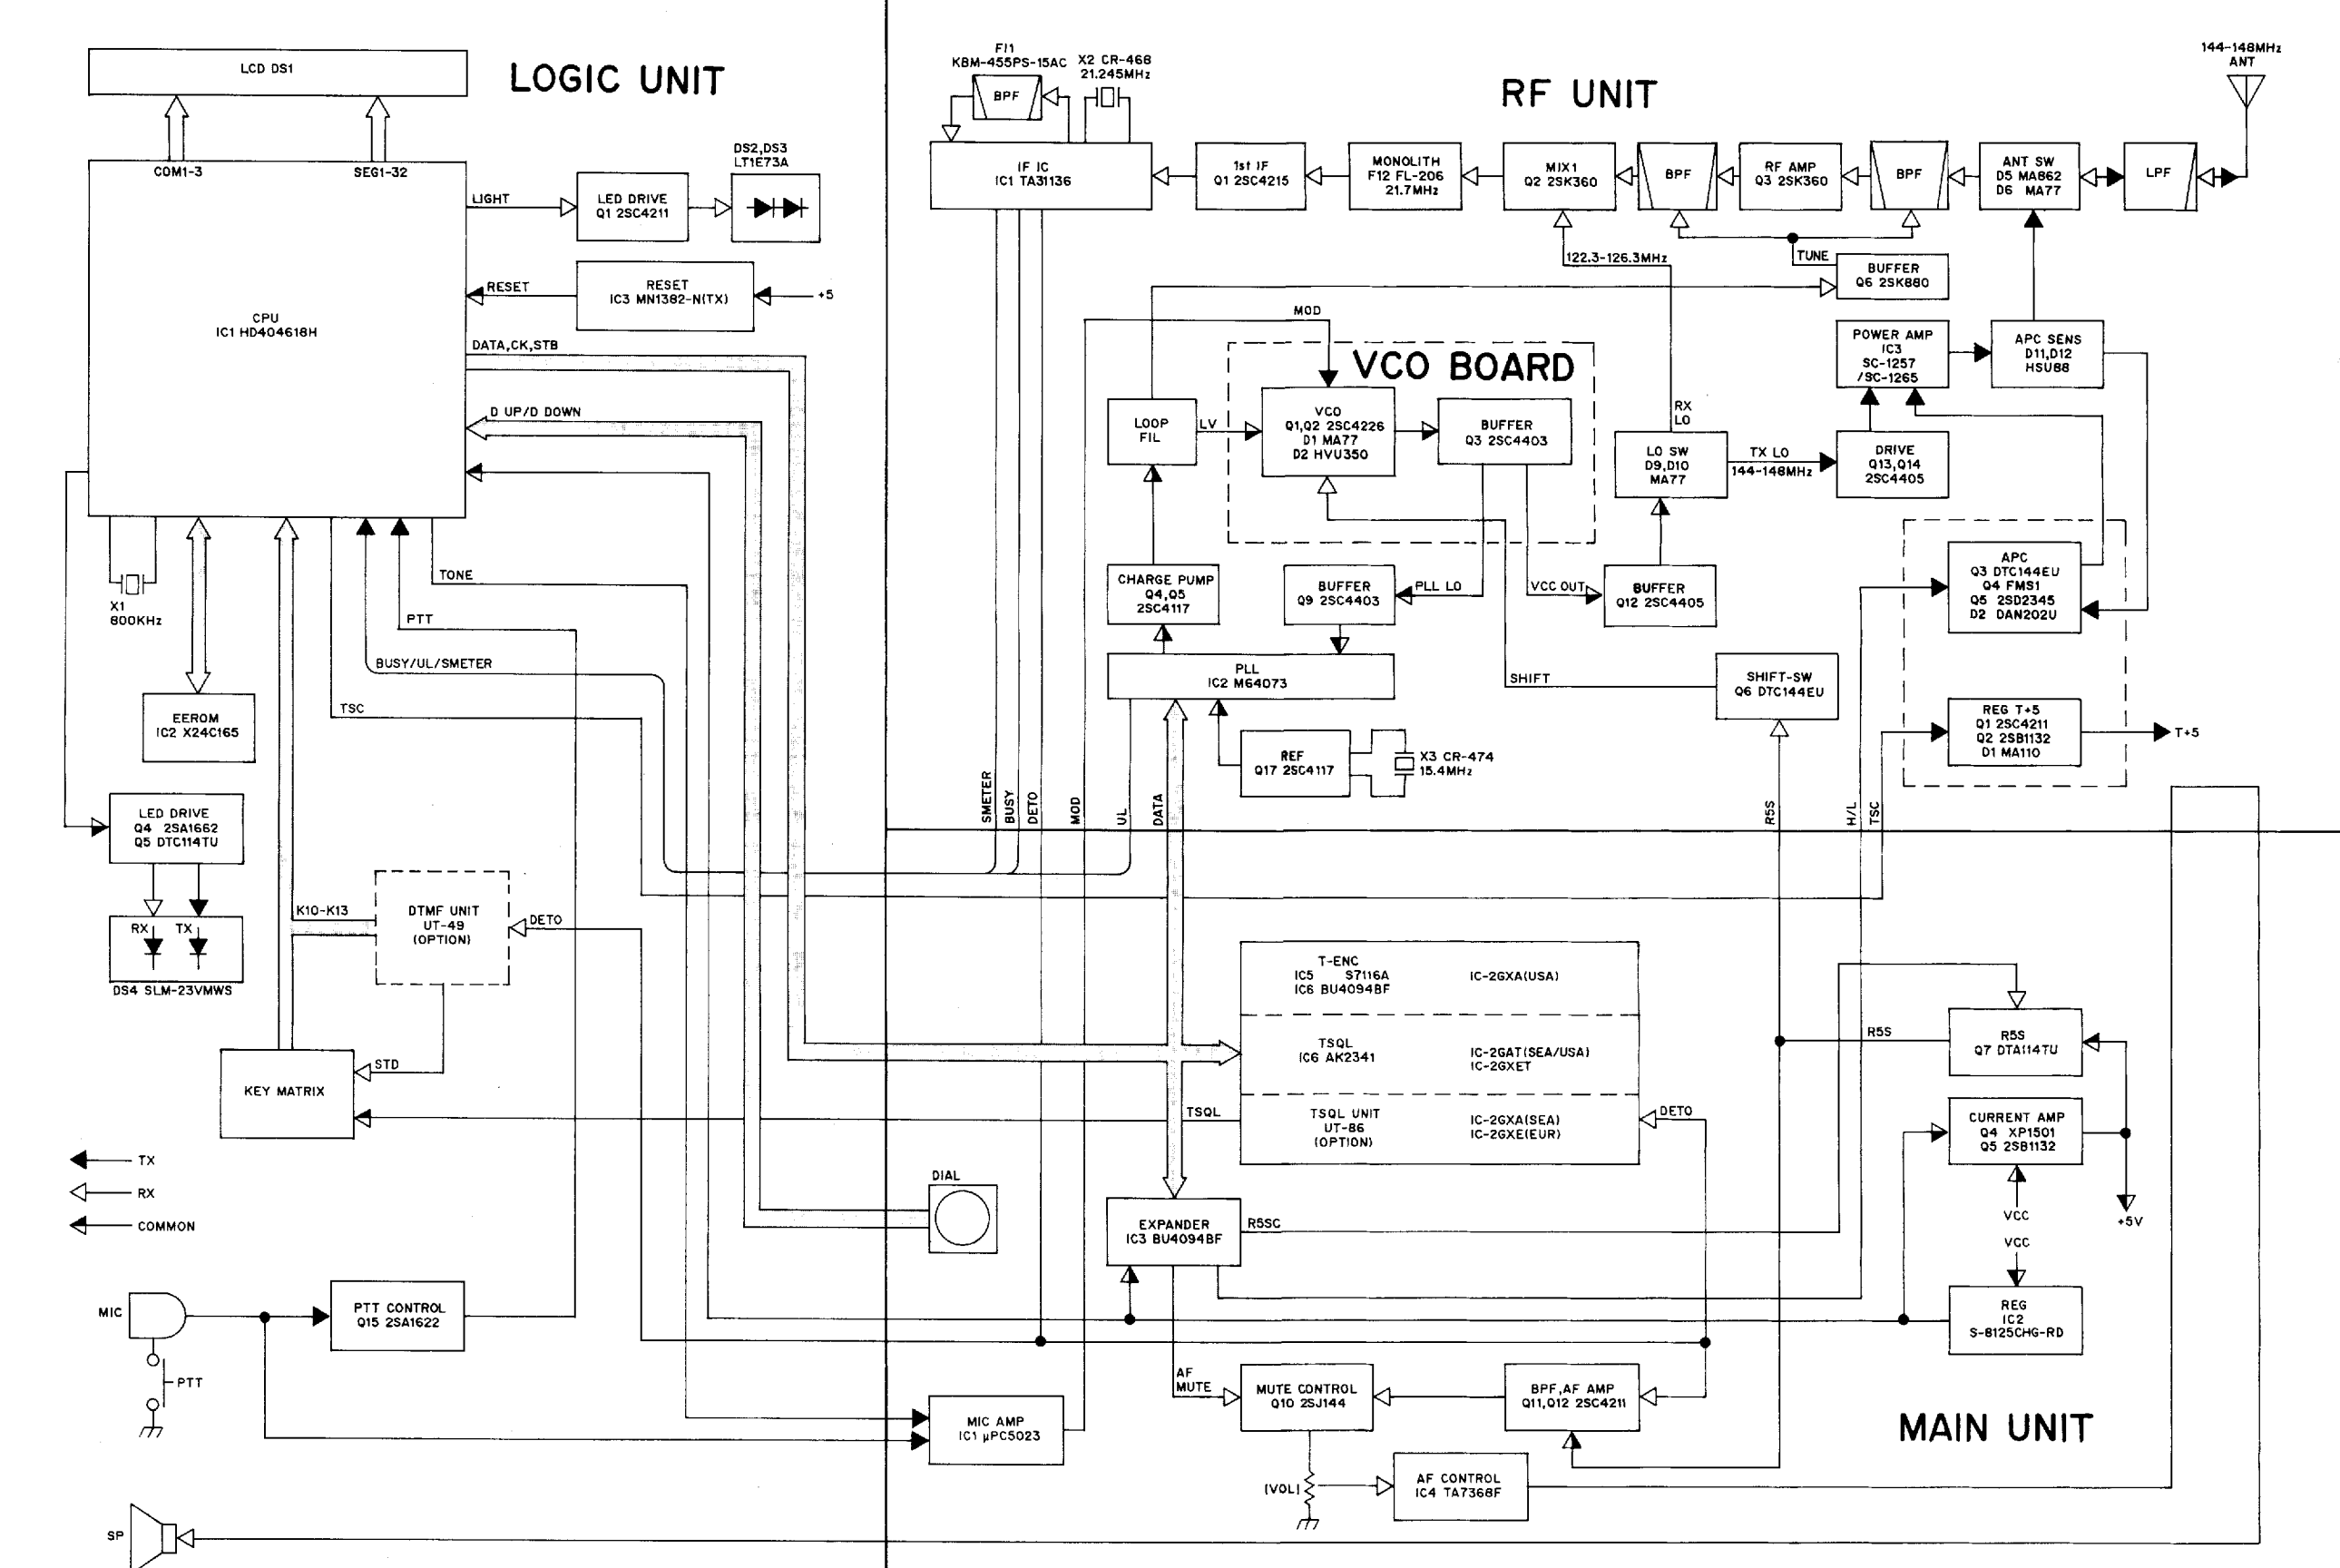 LOGIC UNIT
LCD DS1
COM1-3
SEG1-32
CPU
IC1 HD404618H
LIGHT
LED DRIVE
Q1 2SC4211
DS2,DS3
LT1E73A
RESET
RESET
IC3 MN1382-N(TX)
+5
DATA,CK,STB
D UP/D DOWN
X1
800KHz
TONE
PTT
BUSY/UL/SMETER
TSC
EEROM
IC2 X24C165
LED DRIVE
Q4 2SA1662
Q5 DTC114TU
RX
TX
DS4 SLM-23VMWS
K10-K13
DTMF UNIT
UT-49
(OPTION)
DETO
STD
KEY MATRIX
TX
RX
COMMON
MIC
PTT
PTT CONTROL
Q15 2SA1622
SP
DIAL
MIC AMP
IC1 µPC5023
RF UNIT
FI1
KBM-455PS-15AC
BPF
X2 CR-468
21.245MHz
IF IC
IC1 TA31136
1st IF
Q1 2SC4215
MONOLITH
F12 FL-206
21.7MHz
MIX1
Q2 2SK360
BPF
RF AMP
Q3 2SK360
BPF
ANT SW
D5 MA862
D6 MA77
LPF
144-148MHz
ANT
122.3-126.3MHz
TUNE
BUFFER
Q6 2SK880
MOD
VCO BOARD
LOOP
FIL
LV
VCO
Q1,Q2 2SC4226
D1 MA77
D2 HVU350
BUFFER
Q3 2SC4403
RX
LO
LO SW
D9,D10
MA77
TX LO
144-148MHz
DRIVE
Q13,Q14
2SC4405
POWER AMP
IC3
SC-1257
/SC-1265
APC SENS
D11,D12
HSU88
CHARGE PUMP
Q4,Q5
2SC4117
BUFFER
Q9 2SC4403
PLL LO
VCC OUT
BUFFER
Q12 2SC4405
APC
Q3 DTC144EU
Q4 FMS1
Q5 2SD2345
D2 DAN202U
PLL
IC2 M64073
SHIFT
SHIFT-SW
Q6 DTC144EU
REG T+5
Q1 2SC4211
Q2 2SB1132
D1 MA110
T+5
REF
Q17 2SC4117
X3 CR-474
15.4MHz
SMETER
BUSY
DETO
MOD
UL
DATA
R5S
H/L
TSC
T-ENC
IC5 S7116A
IC6 BU4094BF
IC-2GXA(USA)
TSQL
IC6 AK2341
IC-2GAT(SEA/USA)
IC-2GXET
TSQL
TSQL UNIT
UT-86
(OPTION)
IC-2GXA(SEA)
IC-2GXE(EUR)
DETO
R5S
R5S
Q7 DTA114TU
CURRENT AMP
Q4 XP1501
Q5 2SB1132
VCC
VCC
+5V
REG
IC2
S-8125CHG-RD
EXPANDER
IC3 BU4094BF
R5SC
AF
MUTE
MUTE CONTROL
Q10 2SJ144
BPF,AF AMP
Q11,Q12 2SC4211
(VOL)
AF CONTROL
IC4 TA7368F
MAIN UNIT